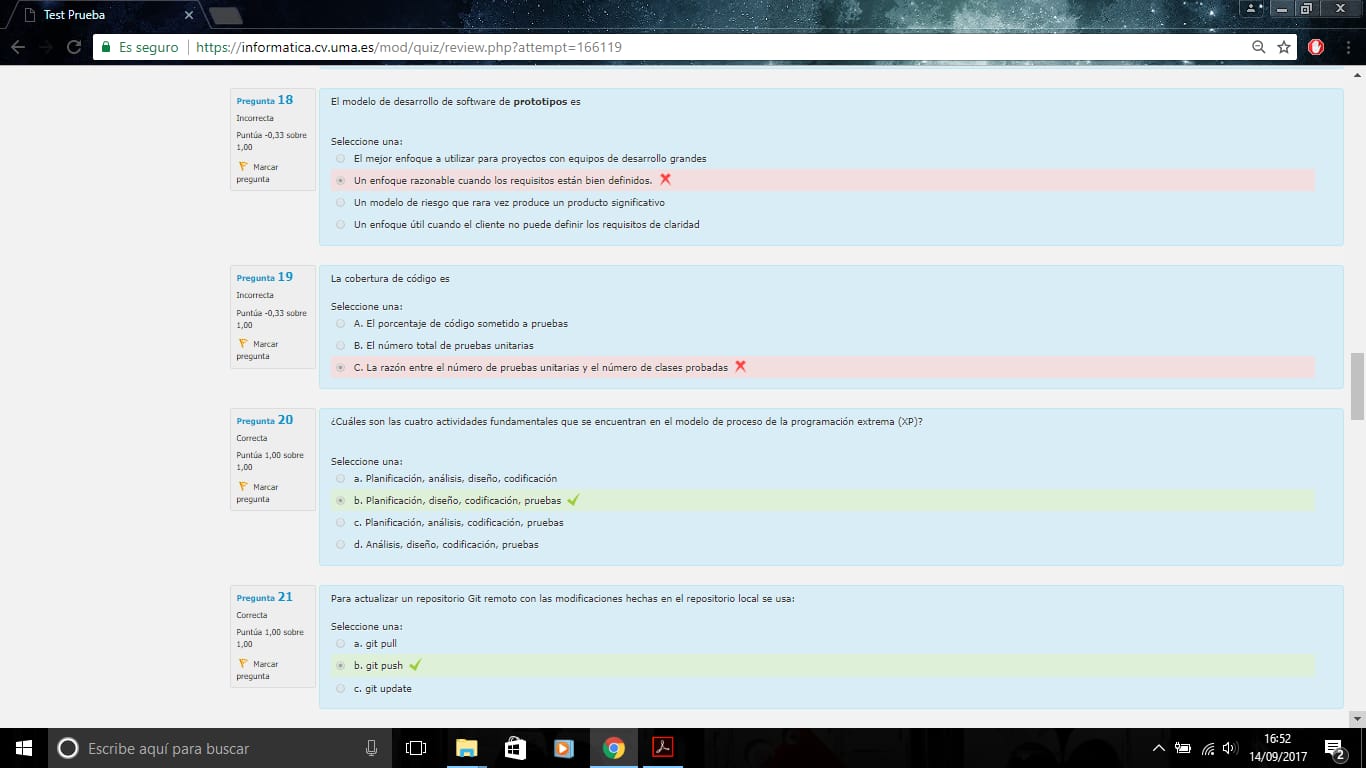 Test Prueba
Es seguro
https://informatica.cv.uma.es/mod/quiz/review.php?attempt=166119
Pregunta 18
Incorrecta
Puntúa -0,33 sobre
1,00
Marcar
pregunta
El modelo de desarrollo de software de prototipos es
Seleccione una:
El mejor enfoque a utilizar para proyectos con equipos de desarrollo grandes
Un enfoque razonable cuando los requisitos están bien definidos.
Un modelo de riesgo que rara vez produce un producto significativo
Un enfoque útil cuando el cliente no puede definir los requisitos de claridad
Pregunta 19
Incorrecta
Puntúa -0,33 sobre
1,00
Marcar
pregunta
La cobertura de código es
Seleccione una:
A. El porcentaje de código sometido a pruebas
B. El número total de pruebas unitarias
C. La razón entre el número de pruebas unitarias y el número de clases probadas
Pregunta 20
Correcta
Puntúa 1,00 sobre
1,00
Marcar
pregunta
¿Cuáles son las cuatro actividades fundamentales que se encuentran en el modelo de proceso de la programación extrema (XP)?
Seleccione una:
a. Planificación, análisis, diseño, codificación
b. Planificación, diseño, codificación, pruebas
c. Planificación, análisis, codificación, pruebas
d. Análisis, diseño, codificación, pruebas
Pregunta 21
Correcta
Puntúa 1,00 sobre
1,00
Marcar
pregunta
Para actualizar un repositorio Git remoto con las modificaciones hechas en el repositorio local se usa:
Seleccione una:
a. git pull
b. git push
c. git update
Escribe aquí para buscar
16:52
14/09/2017
2